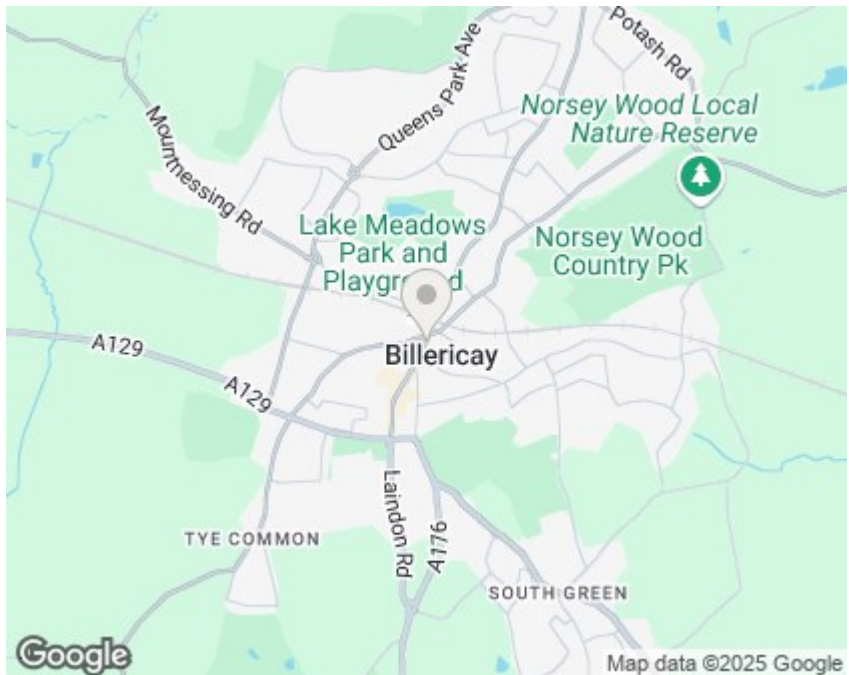 Potash Rd
Queens Park Ave
Norsey Wood Local
Nature Reserve
Mountnessing Rd
Lake Meadows
Park and
Playground
Norsey Wood
Country Pk
A129
Billericay
A129
Laindon Rd
A176
TYE COMMON
SOUTH GREEN
Google
Map data ©2025 Google